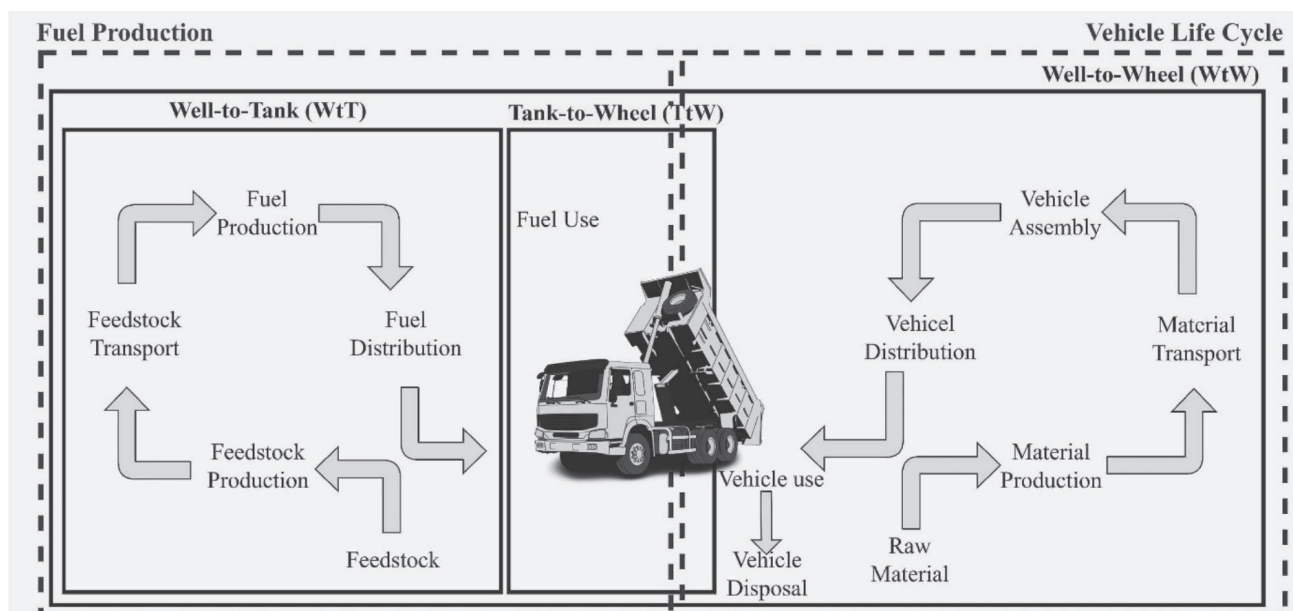 Fuel Production
Vehicle Life Cycle
Well-to-Wheel (WtW)
Well-to-Tank (WtT)
Tank-to-Wheel (TtW)
Fuel
Production
Fuel Use
Vehicle
Assembly
Feedstock
Transport
Fuel
Distribution
Vehicel
Distribution
Material
Transport
Feedstock
Production
Vehicle use
Material
Production
Feedstock
Vehicle
Disposal
Raw
Material